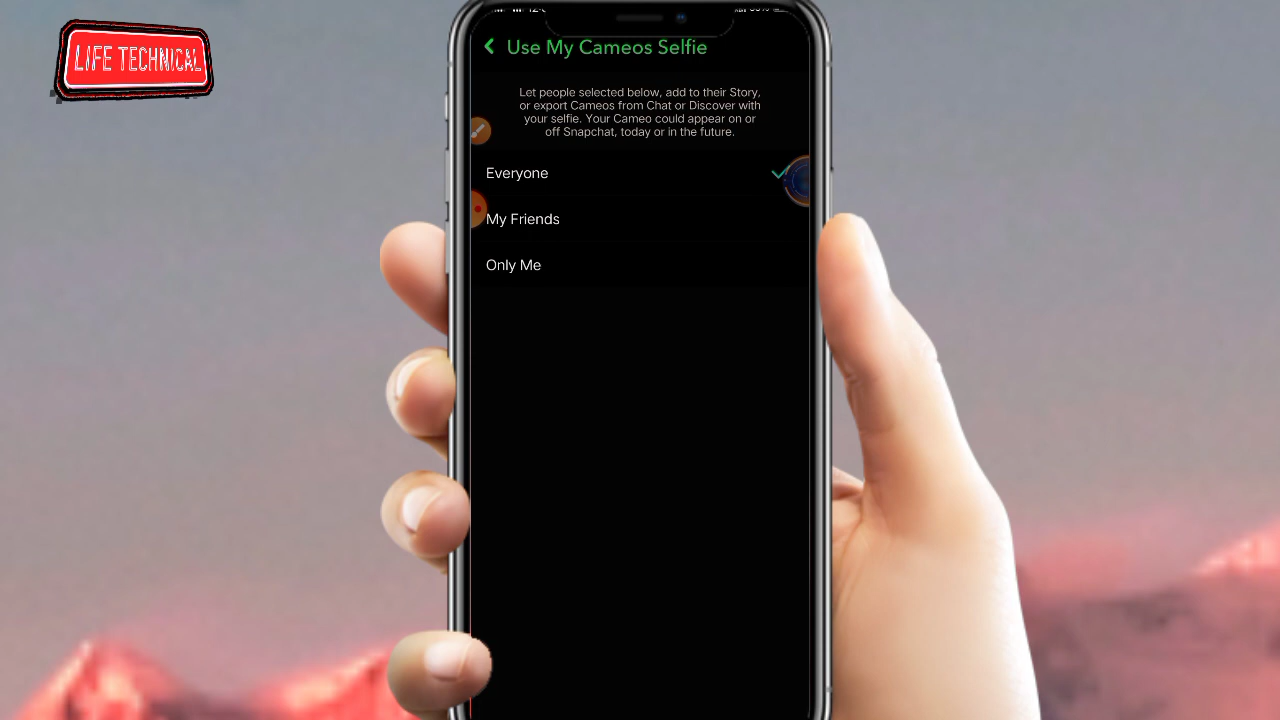 LIFE TECHNICAL
Use My Cameos Selfie
Let people selected below, add to their Story,
or export Cameos from Chat or Discover with
your selfie. Your Cameo could appear on or
off Snapchat, today or in the future.
Everyone
My Friends
Only Me